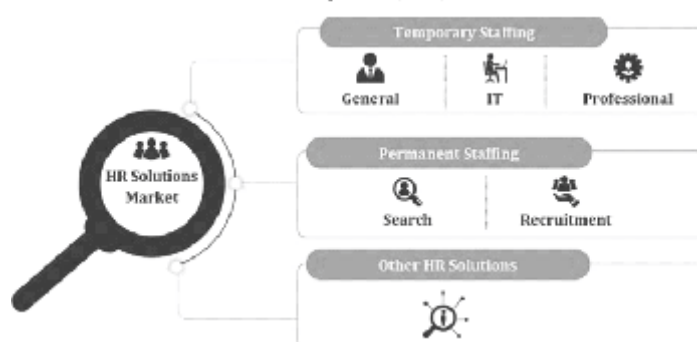 Temporary Staffing
General
IT
Professional
HR Solutions
Market
Permanent Staffing
Search
Recruitment
Other HR Solutions